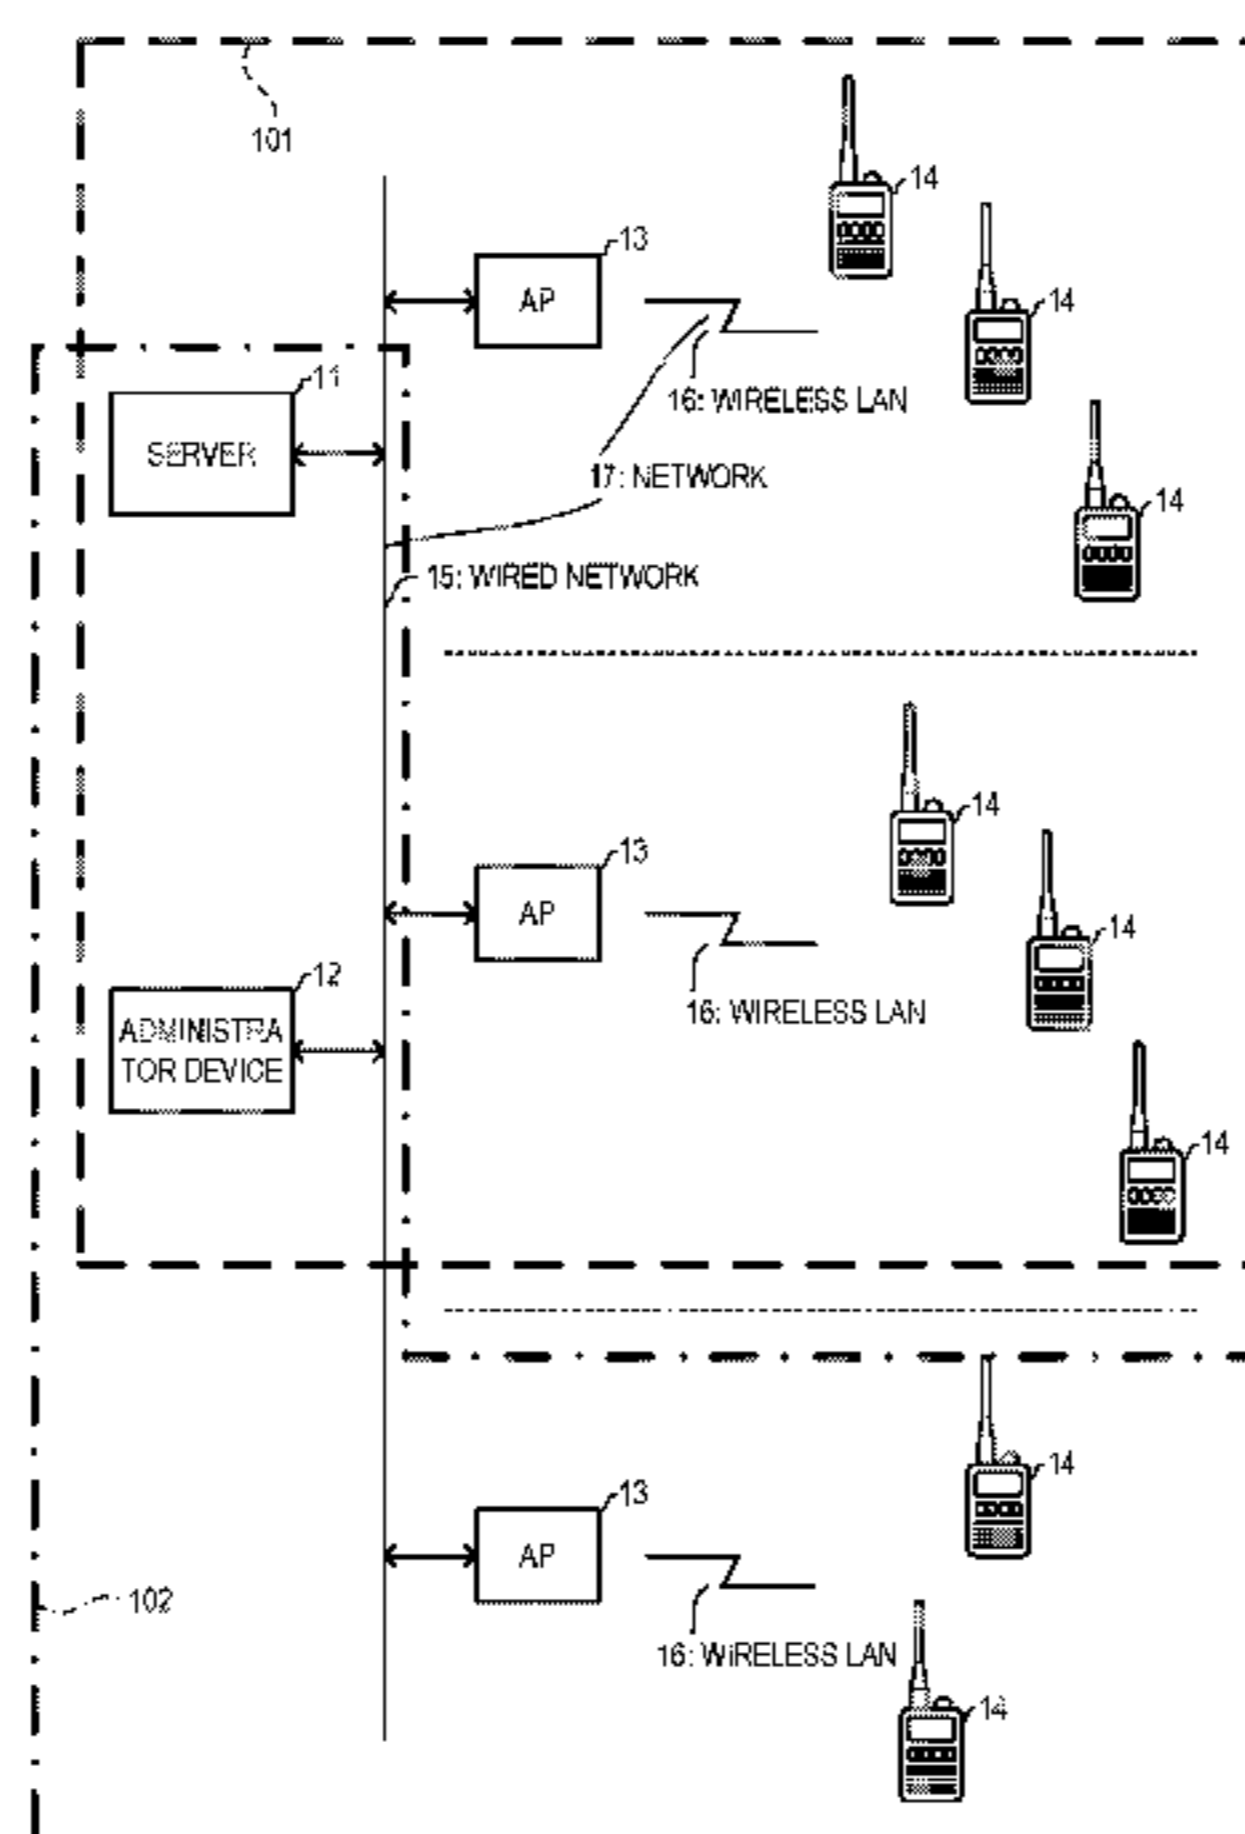 101
14
13
AP
14
11
16: WIRELESS LAN
SERVER
17: NETWORK
14
15: WIRED NETWORK
14
13
AP
14
12
16: WIRELESS LAN
ADMINISTRA
TOR DEVICE
14
14
13
AP
102
16: WIRELESS LAN
14